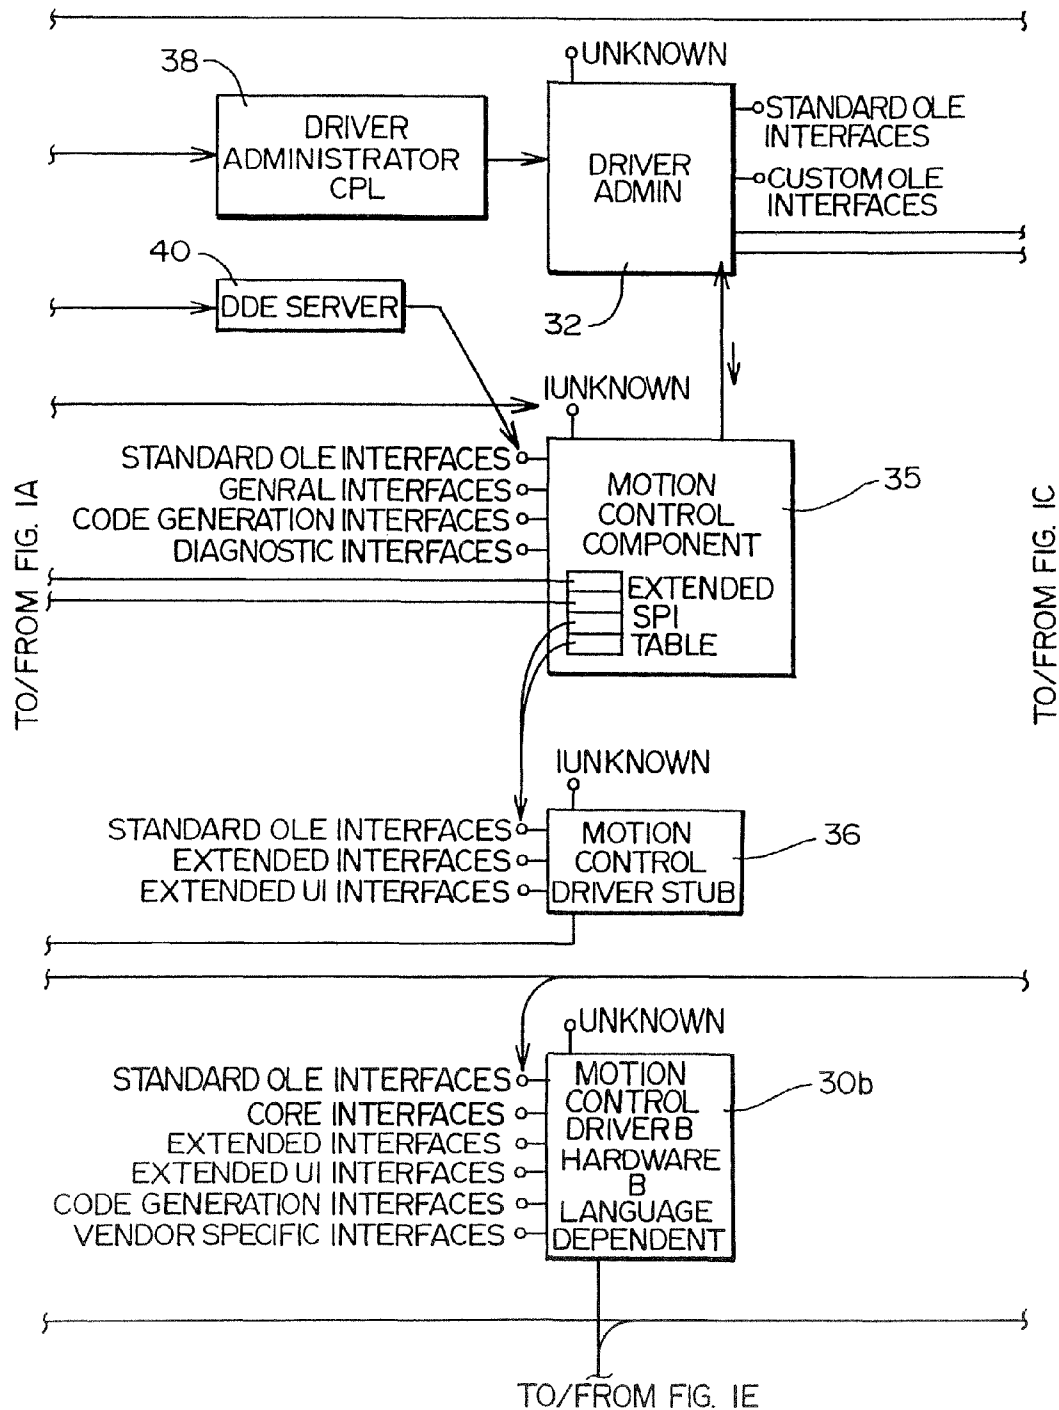 38
UNKNOWN
DRIVER
ADMINISTRATOR
CPL
STANDARD OLE
INTERFACES
DRIVER
ADMIN
CUSTOM OLE
INTERFACES
40
DDE SERVER
32
IUNKNOWN
STANDARD OLE INTERFACES
GENRAL INTERFACES
CODE GENERATION INTERFACES
DIAGNOSTIC INTERFACES
MOTION
CONTROL
COMPONENT
35
EXTENDED
SPI
TABLE
TO/FROM FIG. 1A
TO/FROM FIG. 1C
IUNKNOWN
STANDARD OLE INTERFACES
EXTENDED INTERFACES
EXTENDED UI INTERFACES
MOTION
CONTROL
DRIVER STUB
36
UNKNOWN
STANDARD OLE INTERFACES
CORE INTERFACES
EXTENDED INTERFACES
EXTENDED UI INTERFACES
CODE GENERATION INTERFACES
VENDOR SPECIFIC INTERFACES
MOTION
CONTROL
DRIVER B
HARDWARE
B
LANGUAGE
DEPENDENT
30b
TO/FROM FIG. 1E